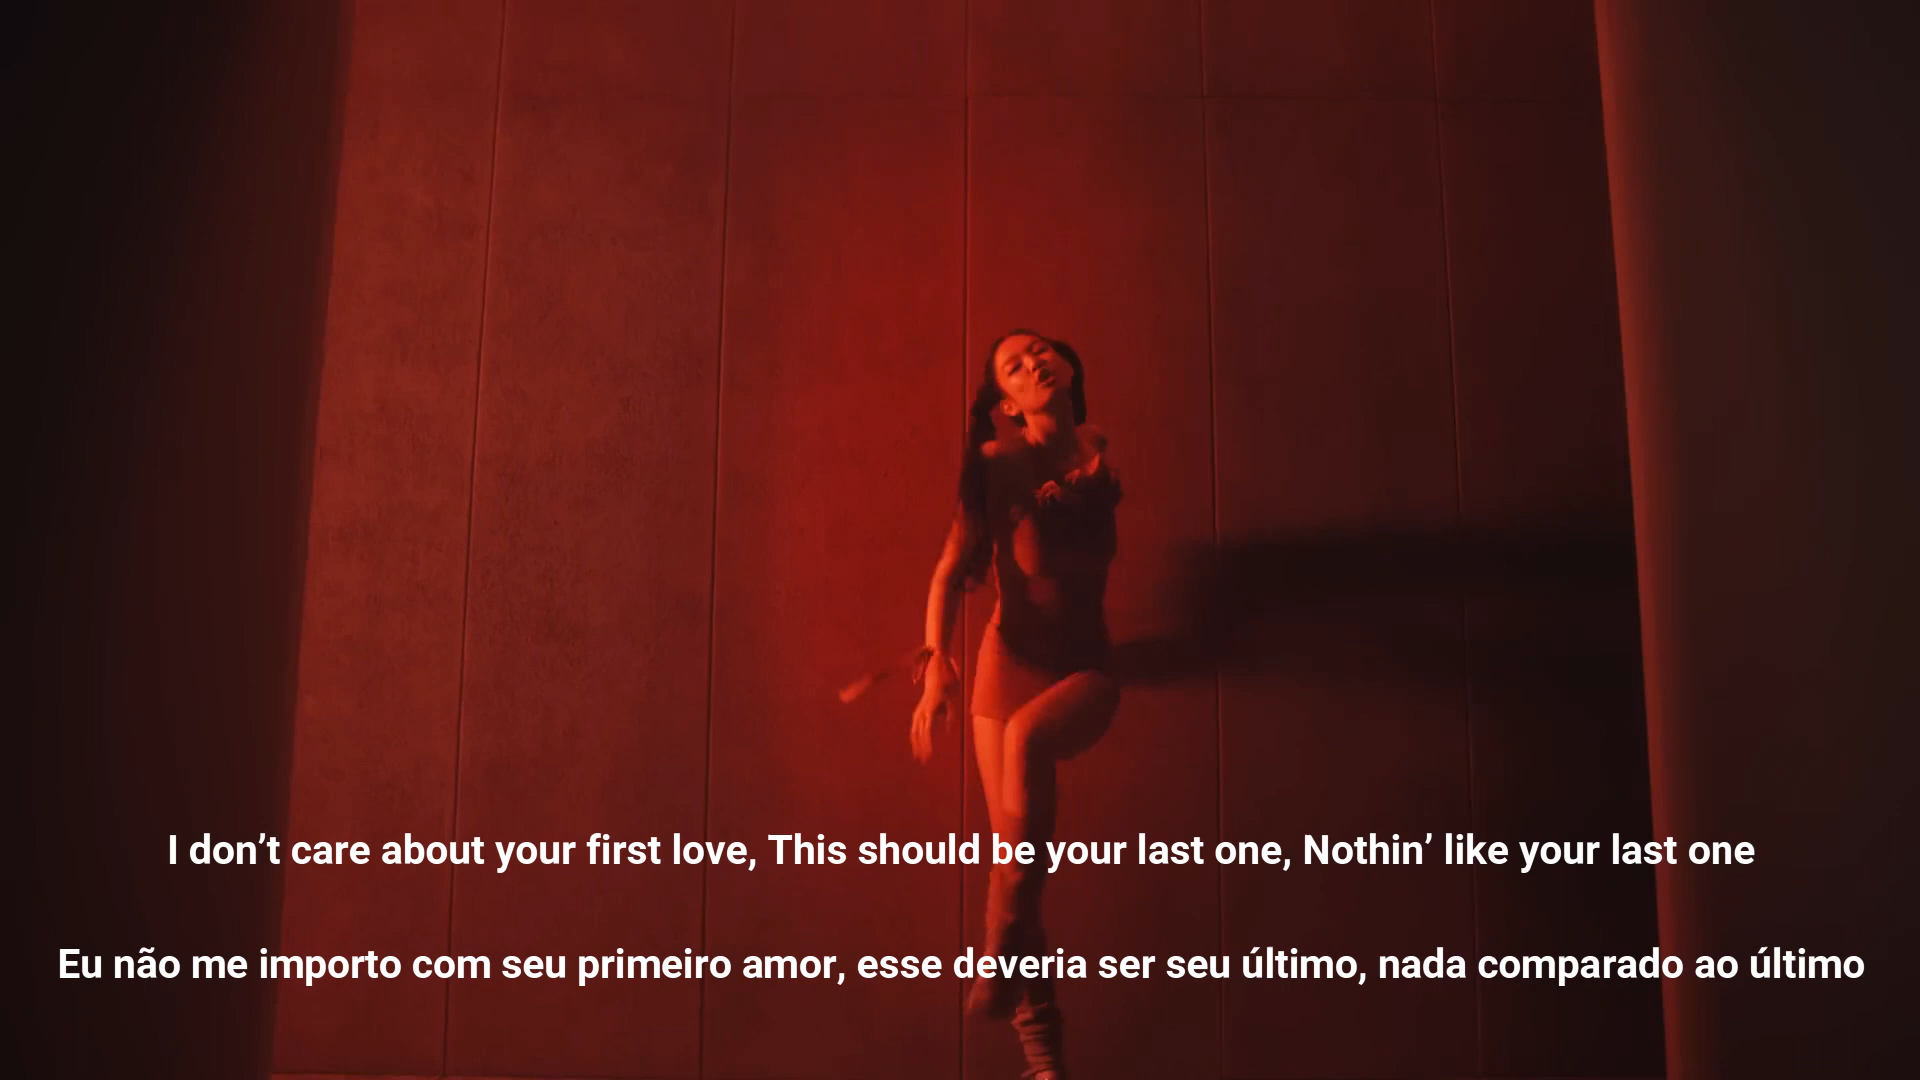 I don’t care about your first love, This should be your last one, Nothin’ like your last one
Eu não me importo com seu primeiro amor, esse deveria ser seu último, nada comparado ao último